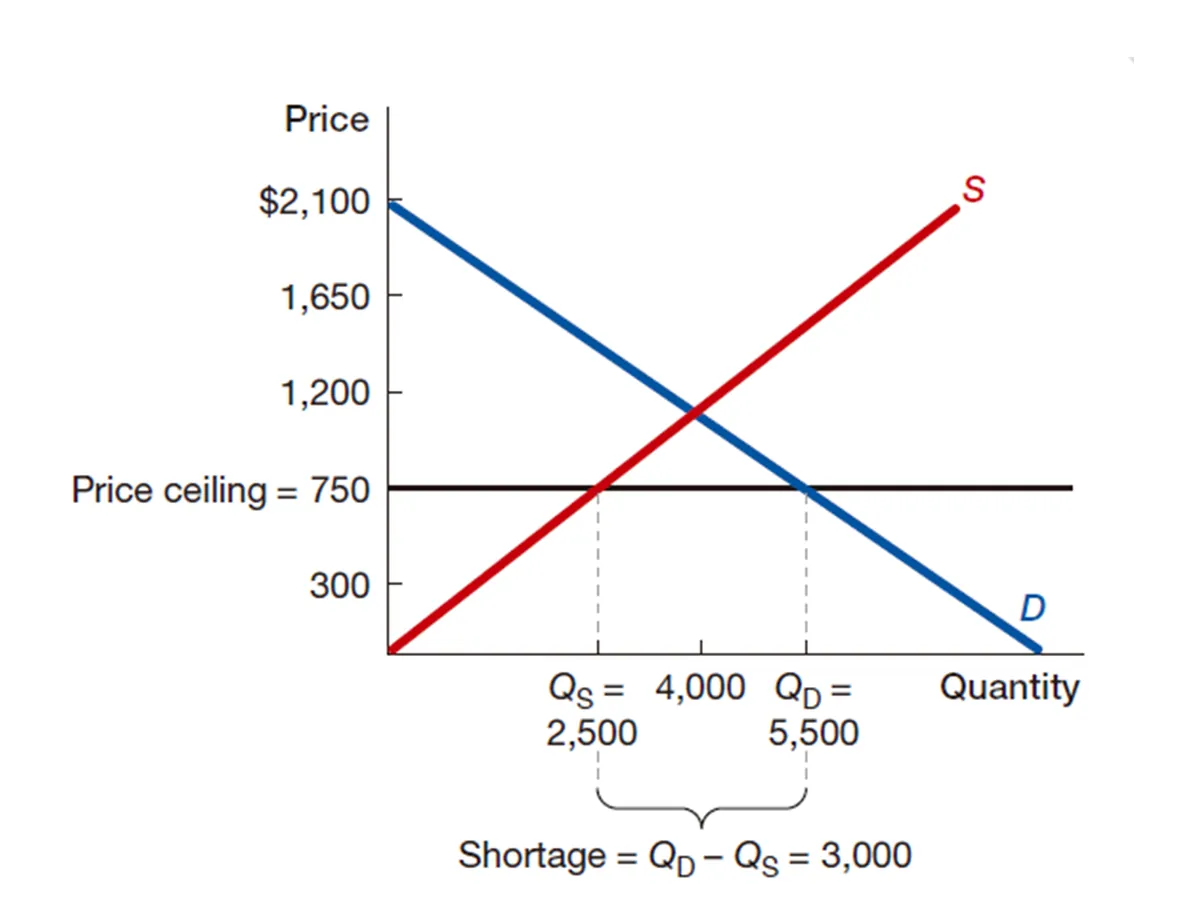 Price
$2,100
S
1,650
1,200
Price ceiling = 750
300
D
QS = 4,000 QD = Quantity
2,500 5,500
Shortage = QD – QS = 3,000